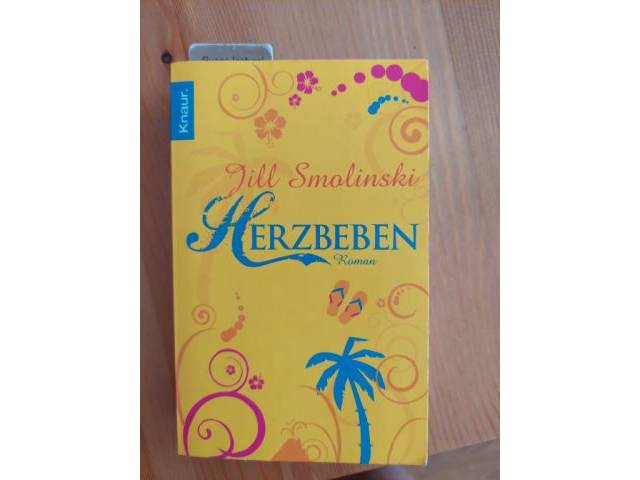 Knaur.
Jill Smolinski
HERZBEBEN
Roman